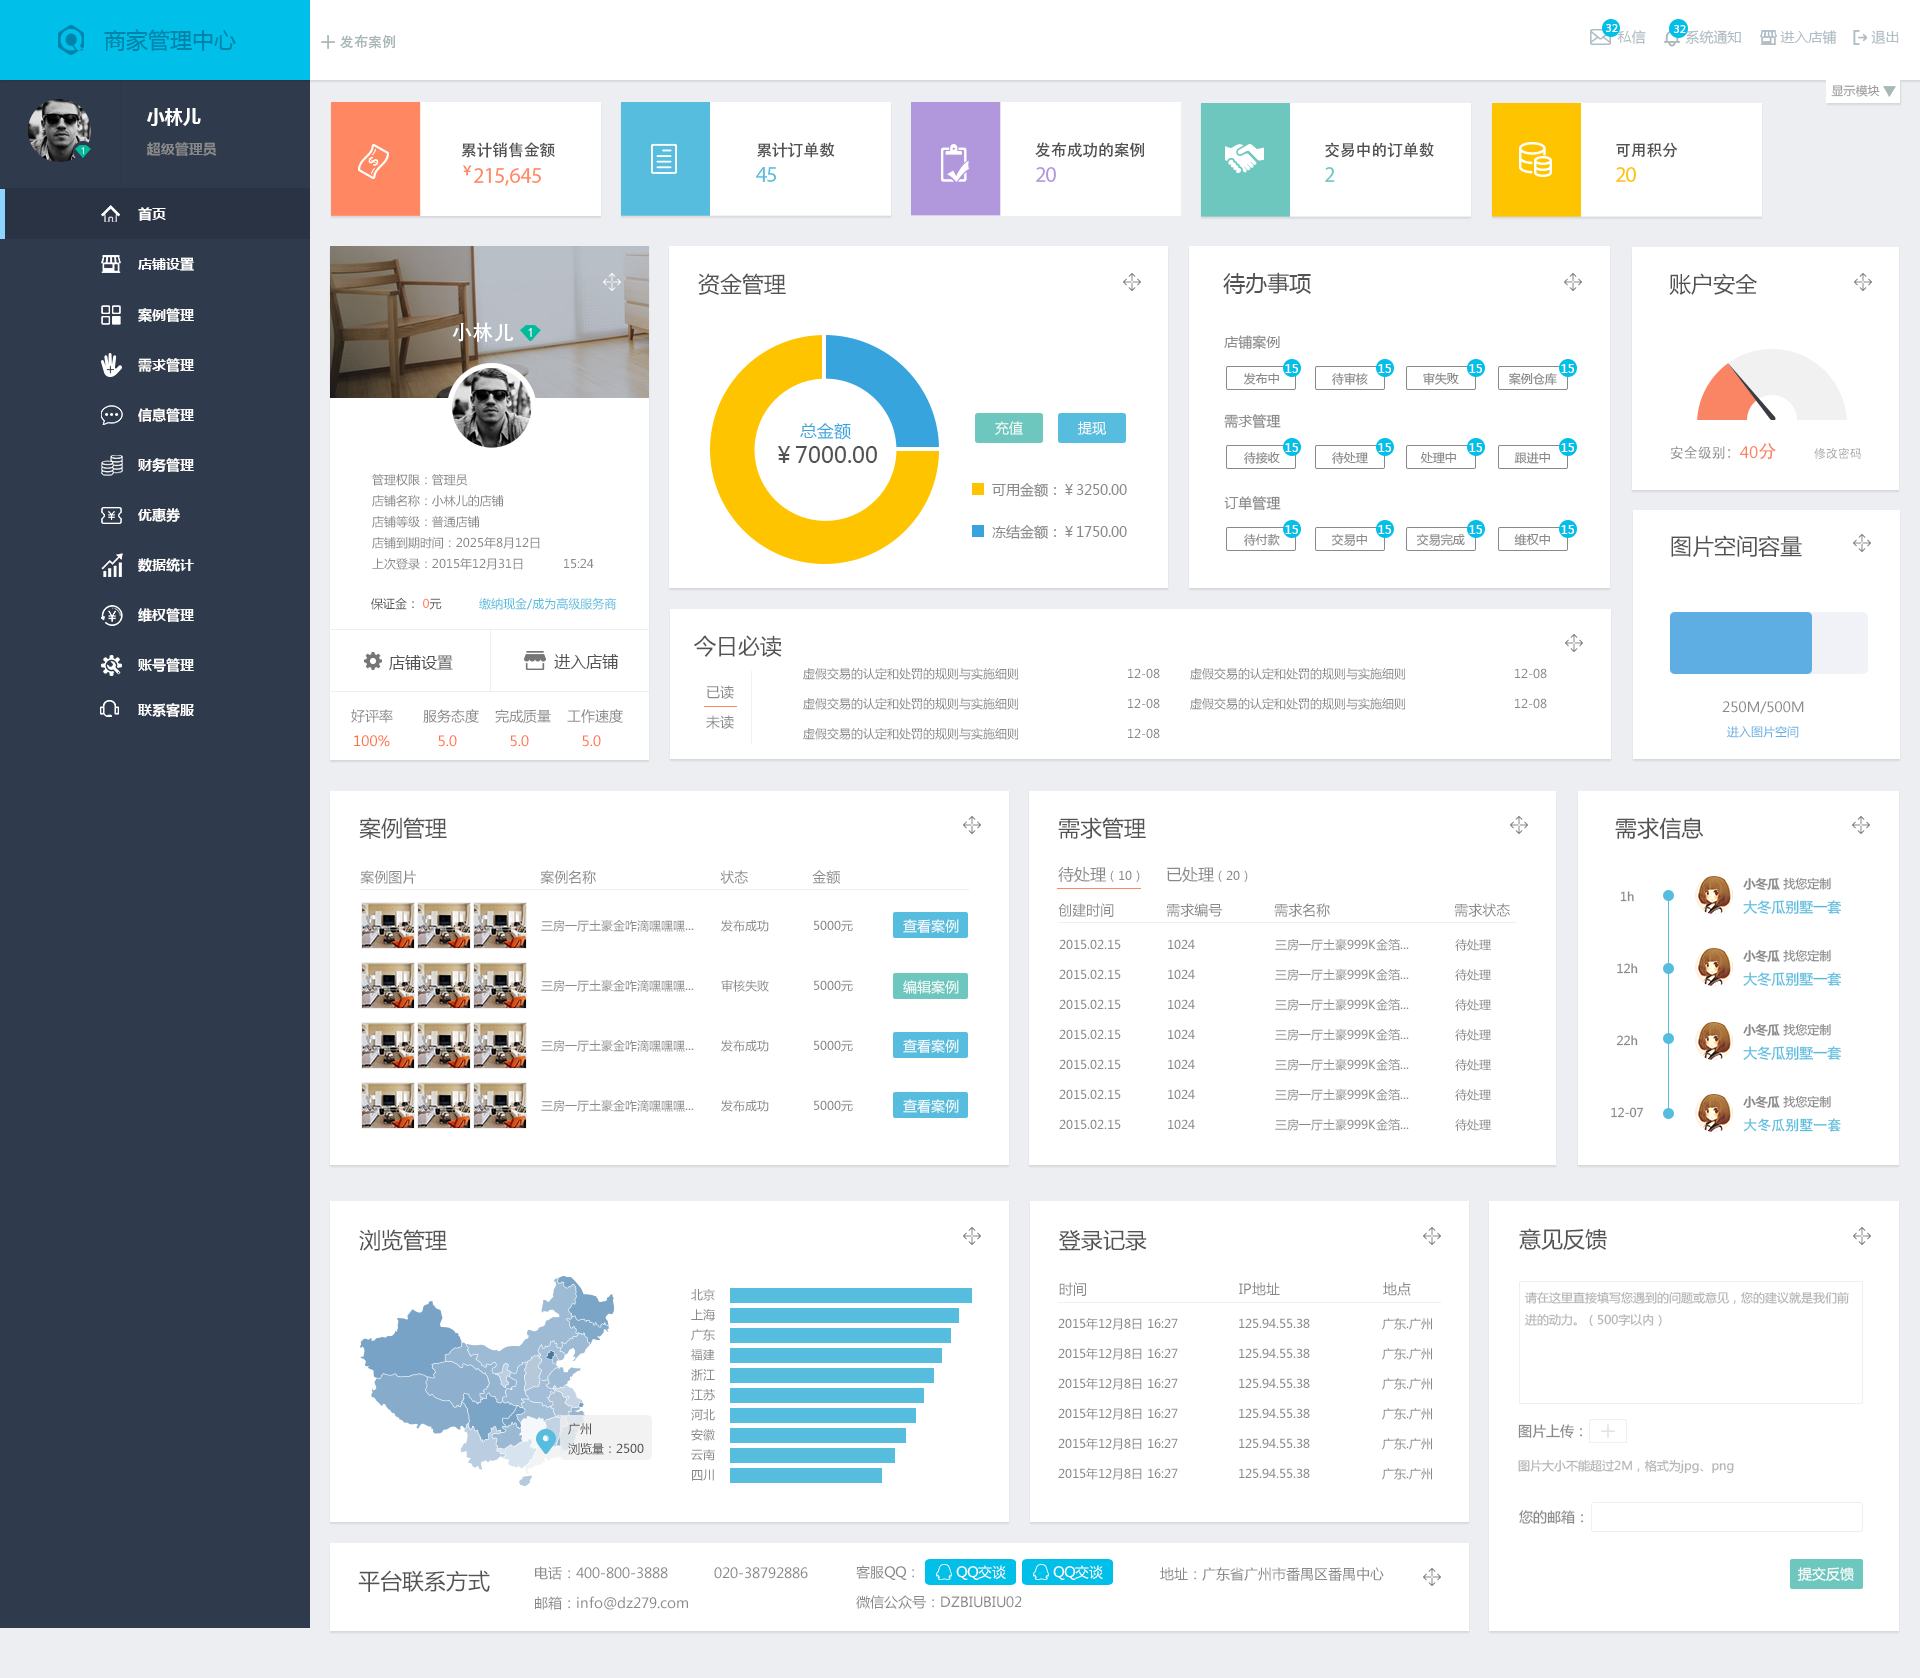 商家管理中心
发布案例
32 私信
32 系统通知
进入店铺
退出
显示模块
小林儿
超级管理员
1
首页
店铺设置
案例管理
需求管理
信息管理
财务管理
优惠券
数据统计
维权管理
账号管理
联系客服
累计销售金额
¥215,645
累计订单数
45
发布成功的案例
20
交易中的订单数
2
可用积分
20
小林儿 1
管理权限：管理员
店铺名称：小林儿的店铺
店铺等级：普通店铺
店铺到期时间：2025年8月12日
上次登录：2015年12月31日 15:24
保证金： 0元 缴纳现金/成为高级服务商
店铺设置 进入店铺
好评率 服务态度 完成质量 工作速度
100% 5.0 5.0 5.0
资金管理
总金额
¥7000.00
充值 提现
可用金额：¥3250.00
冻结金额：¥1750.00
待办事项
店铺案例
发布中 15 待审核 15 审失败 15 案例仓库 15
需求管理
待接收 15 待处理 15 处理中 15 跟进中 15
订单管理
待付款 15 交易中 15 交易完成 15 维权中 15
账户安全
安全级别：40分 修改密码
图片空间容量
250M/500M
进入图片空间
今日必读
已读
未读
虚假交易的认定和处罚的规则与实施细则 12-08 虚假交易的认定和处罚的规则与实施细则 12-08
虚假交易的认定和处罚的规则与实施细则 12-08 虚假交易的认定和处罚的规则与实施细则 12-08
虚假交易的认定和处罚的规则与实施细则 12-08
案例管理
案例图片 案例名称 状态 金额
三房一厅土豪金咋滴嘿嘿嘿... 发布成功 5000元 查看案例
三房一厅土豪金咋滴嘿嘿嘿... 审核失败 5000元 编辑案例
三房一厅土豪金咋滴嘿嘿嘿... 发布成功 5000元 查看案例
三房一厅土豪金咋滴嘿嘿嘿... 发布成功 5000元 查看案例
需求管理
待处理（10） 已处理（20）
创建时间 需求编号 需求名称 需求状态
2015.02.15 1024 三房一厅土豪999K金箔... 待处理
2015.02.15 1024 三房一厅土豪999K金箔... 待处理
2015.02.15 1024 三房一厅土豪999K金箔... 待处理
2015.02.15 1024 三房一厅土豪999K金箔... 待处理
2015.02.15 1024 三房一厅土豪999K金箔... 待处理
2015.02.15 1024 三房一厅土豪999K金箔... 待处理
2015.02.15 1024 三房一厅土豪999K金箔... 待处理
需求信息
1h 小冬瓜 找您定制
大冬瓜别墅一套
12h 小冬瓜 找您定制
大冬瓜别墅一套
22h 小冬瓜 找您定制
大冬瓜别墅一套
12-07 小冬瓜 找您定制
大冬瓜别墅一套
浏览管理
广州
浏览量：2500
北京
上海
广东
福建
浙江
江苏
河北
安徽
云南
四川
登录记录
时间 IP地址 地点
2015年12月8日 16:27 125.94.55.38 广东.广州
2015年12月8日 16:27 125.94.55.38 广东.广州
2015年12月8日 16:27 125.94.55.38 广东.广州
2015年12月8日 16:27 125.94.55.38 广东.广州
2015年12月8日 16:27 125.94.55.38 广东.广州
2015年12月8日 16:27 125.94.55.38 广东.广州
意见反馈
请在这里直接填写您遇到的问题或意见，您的建议就是我们前
进的动力。（500字以内）
图片上传：
图片大小不能超过2M，格式为jpg、png
您的邮箱：
提交反馈
平台联系方式
电话：400-800-3888 020-38792886
邮箱：info@dz279.com
客服QQ： QQ交谈 QQ交谈
微信公众号：DZBIUBIU02
地址：广东省广州市番禺区番禺中心